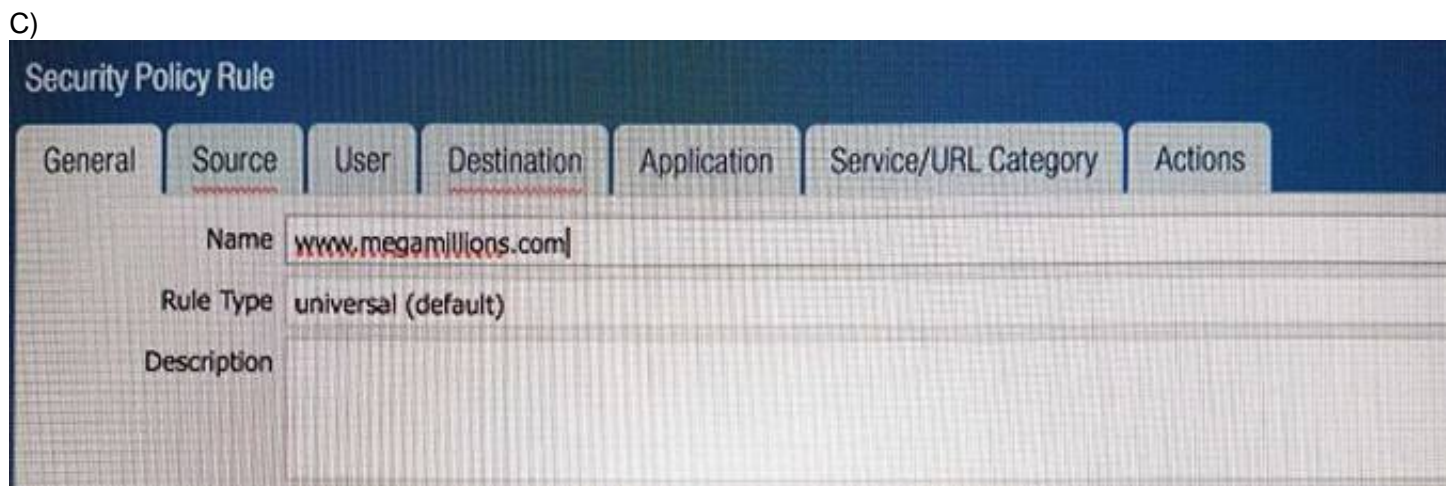 C)
Security Policy Rule
General Source User Destination Application Service/URL Category Actions
Name www.megamillions.com
Rule Type universal (default)
Description